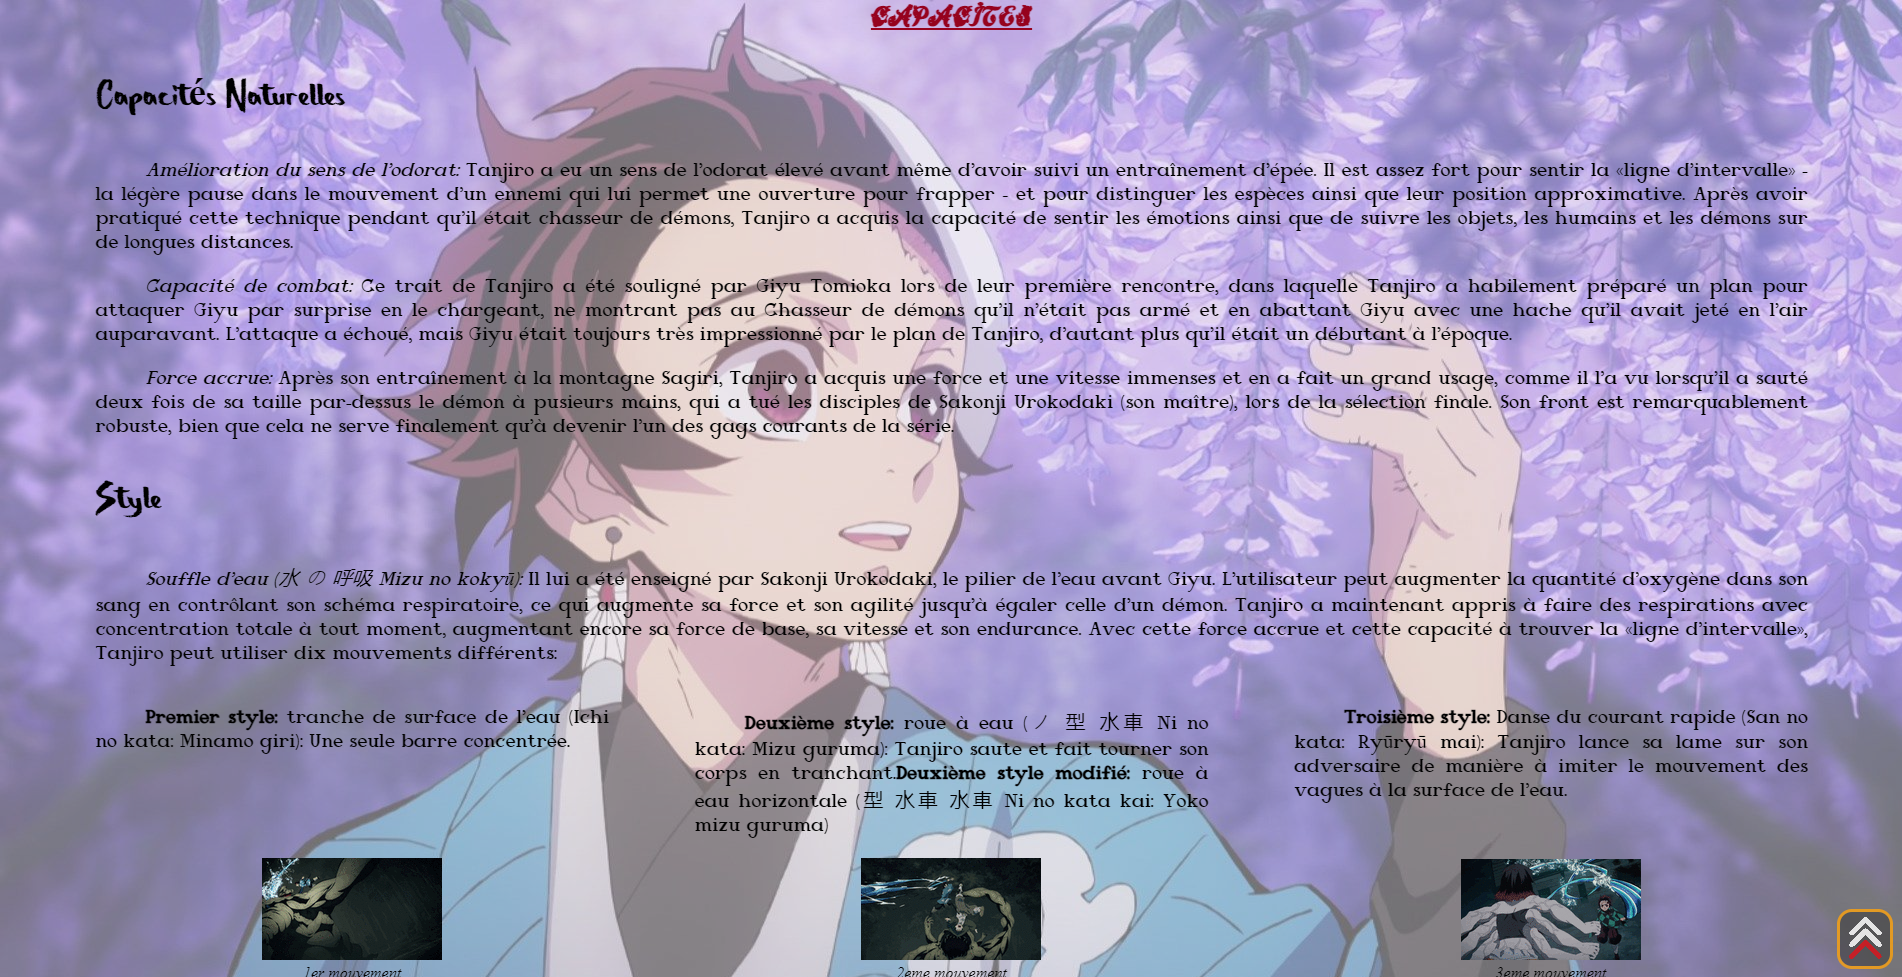 CAPACITES
Capacités Naturelles
Amélioration du sens de l'odorat: Tanjiro a eu un sens de l'odorat élevé avant même d'avoir suivi un entraînement d'épée. Il est assez fort pour sentir la «ligne d'intervalle» -
la légère pause dans le mouvement d'un ennemi qui lui permet une ouverture pour frapper - et pour distinguer les espèces ainsi que leur position approximative. Après avoir
pratiqué cette technique pendant qu'il était chasseur de démons, Tanjiro a acquis la capacité de sentir les émotions ainsi que de suivre les objets, les humains et les démons sur
de longues distances.
Capacité de combat: Ce trait de Tanjiro a été souligné par Giyu Tomioka lors de leur première rencontre, dans laquelle Tanjiro a habilement préparé un plan pour
attaquer Giyu par surprise en le chargeant, ne montrant pas au Chasseur de démons qu'il n'était pas armé et en abattant Giyu avec une hache qu'il avait jeté en l'air
auparavant. L'attaque a échoué, mais Giyu était toujours très impressionné par le plan de Tanjiro, d'autant plus qu'il était un débutant à l'époque.
Force accrue: Après son entraînement à la montagne Sagiri, Tanjiro a acquis une force et une vitesse immenses et en a fait un grand usage, comme il l'a vu lorsqu'il a sauté
deux fois de sa taille par-dessus le démon à pusieurs mains, qui a tué les disciples de Sakonji Urokodaki (son maître), lors de la sélection finale. Son front est remarquablement
robuste, bien que cela ne serve finalement qu'à devenir l'un des gags courants de la série.
Style
Souffle d'eau (水 の 呼吸 Mizu no kokyū): Il lui a été enseigné par Sakonji Urokodaki, le pilier de l'eau avant Giyu. L'utilisateur peut augmenter la quantité d'oxygène dans son
sang en contrôlant son schéma respiratoire, ce qui augmente sa force et son agilité jusqu'à égaler celle d'un démon. Tanjiro a maintenant appris à faire des respirations avec
concentration totale à tout moment, augmentant encore sa force de base, sa vitesse et son endurance. Avec cette force accrue et cette capacité à trouver la «ligne d'intervalle»,
Tanjiro peut utiliser dix mouvements différents:
Premier style: tranche de surface de l'eau (Ichi
no kata: Minamo giri): Une seule barre concentrée.
Deuxième style: roue à eau (ノ 型 水車 Ni no
kata: Mizu guruma): Tanjiro saute et fait tourner son
corps en tranchant.Deuxième style modifié: roue à
eau horizontale (型 水車 水車 Ni no kata kai: Yoko
mizu guruma)
Troisième style: Danse du courant rapide (San no
kata: Ryūryū mai): Tanjiro lance sa lame sur son
adversaire de manière à imiter le mouvement des
vagues à la surface de l'eau.
1er mouvement
2eme mouvement
3eme mouvement